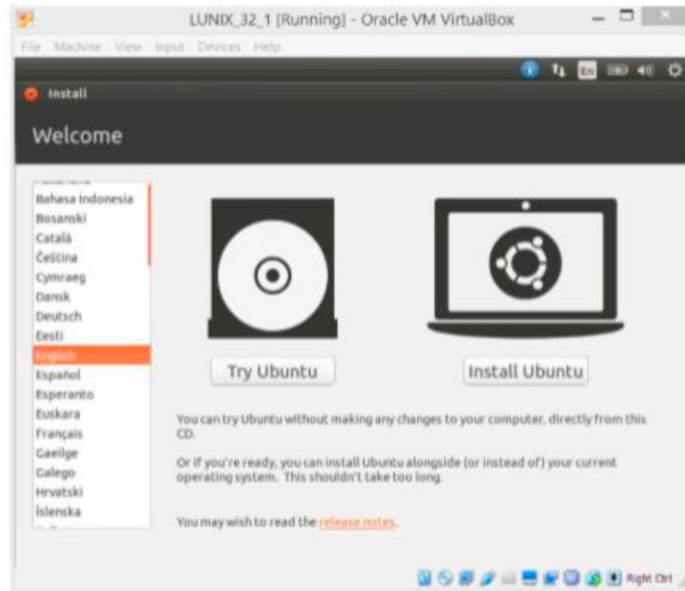 LUNIX_32_1 [Running] - Oracle VM VirtualBox
File Machine View Input Devices Help
En
Install
Welcome
Bahasa Indonesia
Bosanski
Català
Čeština
Cymraeg
Dansk
Deutsch
Eesti
English
Español
Esperanto
Euskara
Français
Gaeilge
Galego
Hrvatski
Íslenska
Try Ubuntu
Install Ubuntu
You can try Ubuntu without making any changes to your computer, directly from this
CD.
Or if you're ready, you can install Ubuntu alongside (or instead of) your current
operating system. This shouldn't take too long.
You may wish to read the release notes.
Right Ctrl